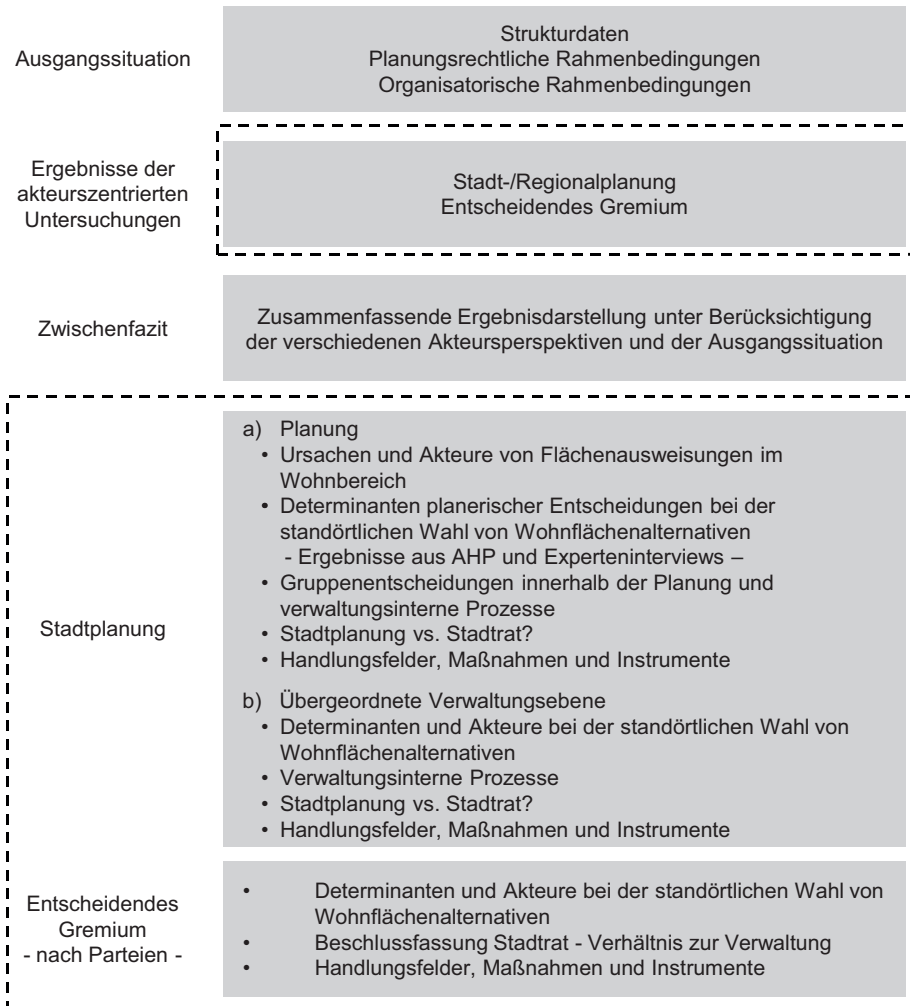 Ausgangssituation
Strukturdaten
Planungsrechtliche Rahmenbedingungen
Organisatorische Rahmenbedingungen
Ergebnisse der
akteurszentrierten
Untersuchungen
Stadt-/Regionalplanung
Entscheidendes Gremium
Zwischenfazit
Zusammenfassende Ergebnisdarstellung unter Berücksichtigung
der verschiedenen Akteursperspektiven und der Ausgangssituation
Stadtplanung
a) Planung
• Ursachen und Akteure von Flächenausweisungen im
Wohnbereich
• Determinanten planerischer Entscheidungen bei der
standörtlichen Wahl von Wohnflächenalternativen
- Ergebnisse aus AHP und Experteninterviews –
• Gruppenentscheidungen innerhalb der Planung und
verwaltungsinterne Prozesse
• Stadtplanung vs. Stadtrat?
• Handlungsfelder, Maßnahmen und Instrumente
b) Übergeordnete Verwaltungsebene
• Determinanten und Akteure bei der standörtlichen Wahl von
Wohnflächenalternativen
• Verwaltungsinterne Prozesse
• Stadtplanung vs. Stadtrat?
• Handlungsfelder, Maßnahmen und Instrumente
Entscheidendes
Gremium
- nach Parteien -
• Determinanten und Akteure bei der standörtlichen Wahl von
Wohnflächenalternativen
• Beschlussfassung Stadtrat - Verhältnis zur Verwaltung
• Handlungsfelder, Maßnahmen und Instrumente